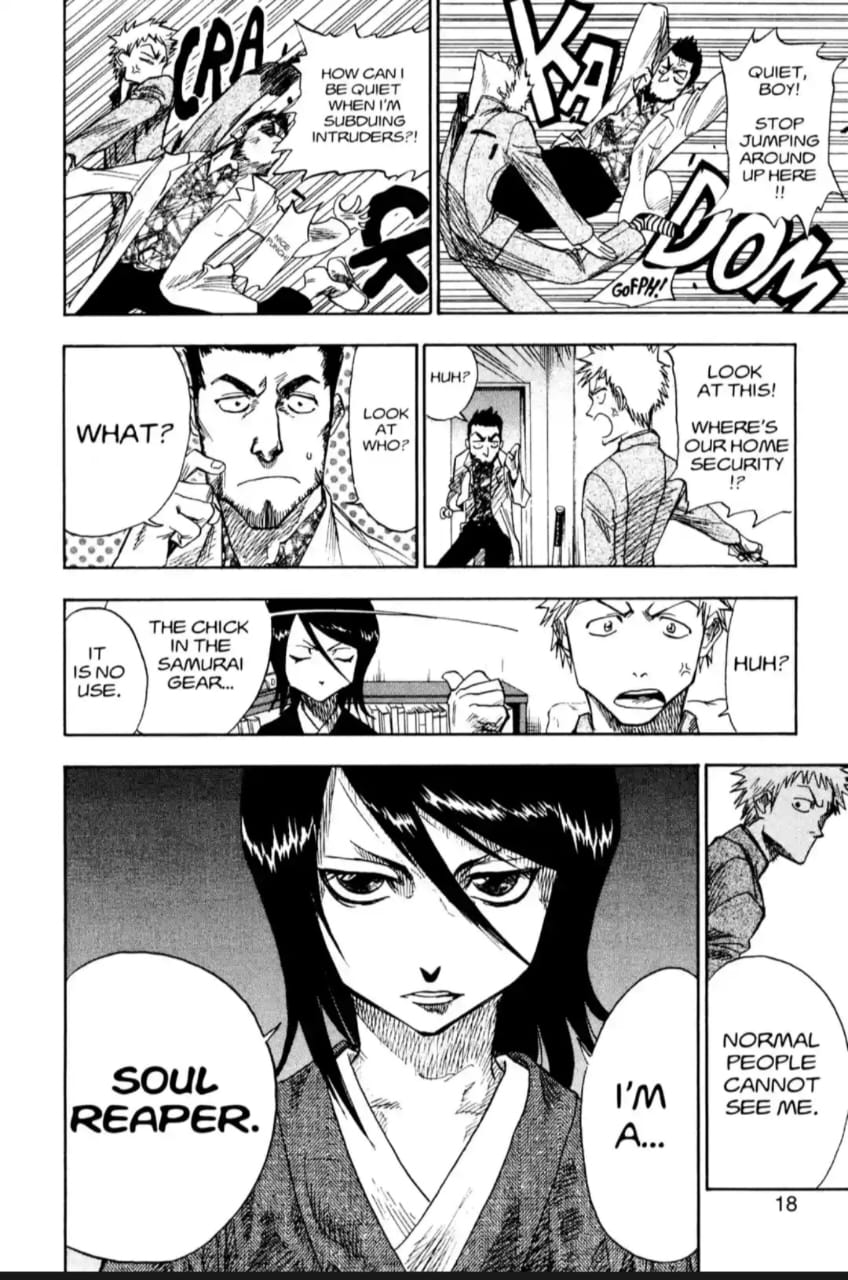 QUIET,
BOY!
STOP
JUMPING
AROUND
UP HERE
!!
KA
DOM
GOFPH!
HOW CAN I
BE QUIET
WHEN I'M
SUBDUING
INTRUDERS?!
CRA
CK
NICE
PUNCH!
LOOK
AT THIS!
WHERE'S
OUR HOME
SECURITY
!?
HUH?
LOOK
AT
WHO?
WHAT?
HUH?
THE CHICK
IN THE
SAMURAI
GEAR...
IT
IS NO
USE.
NORMAL
PEOPLE
CANNOT
SEE ME.
I'M
A...
SOUL
REAPER.
18